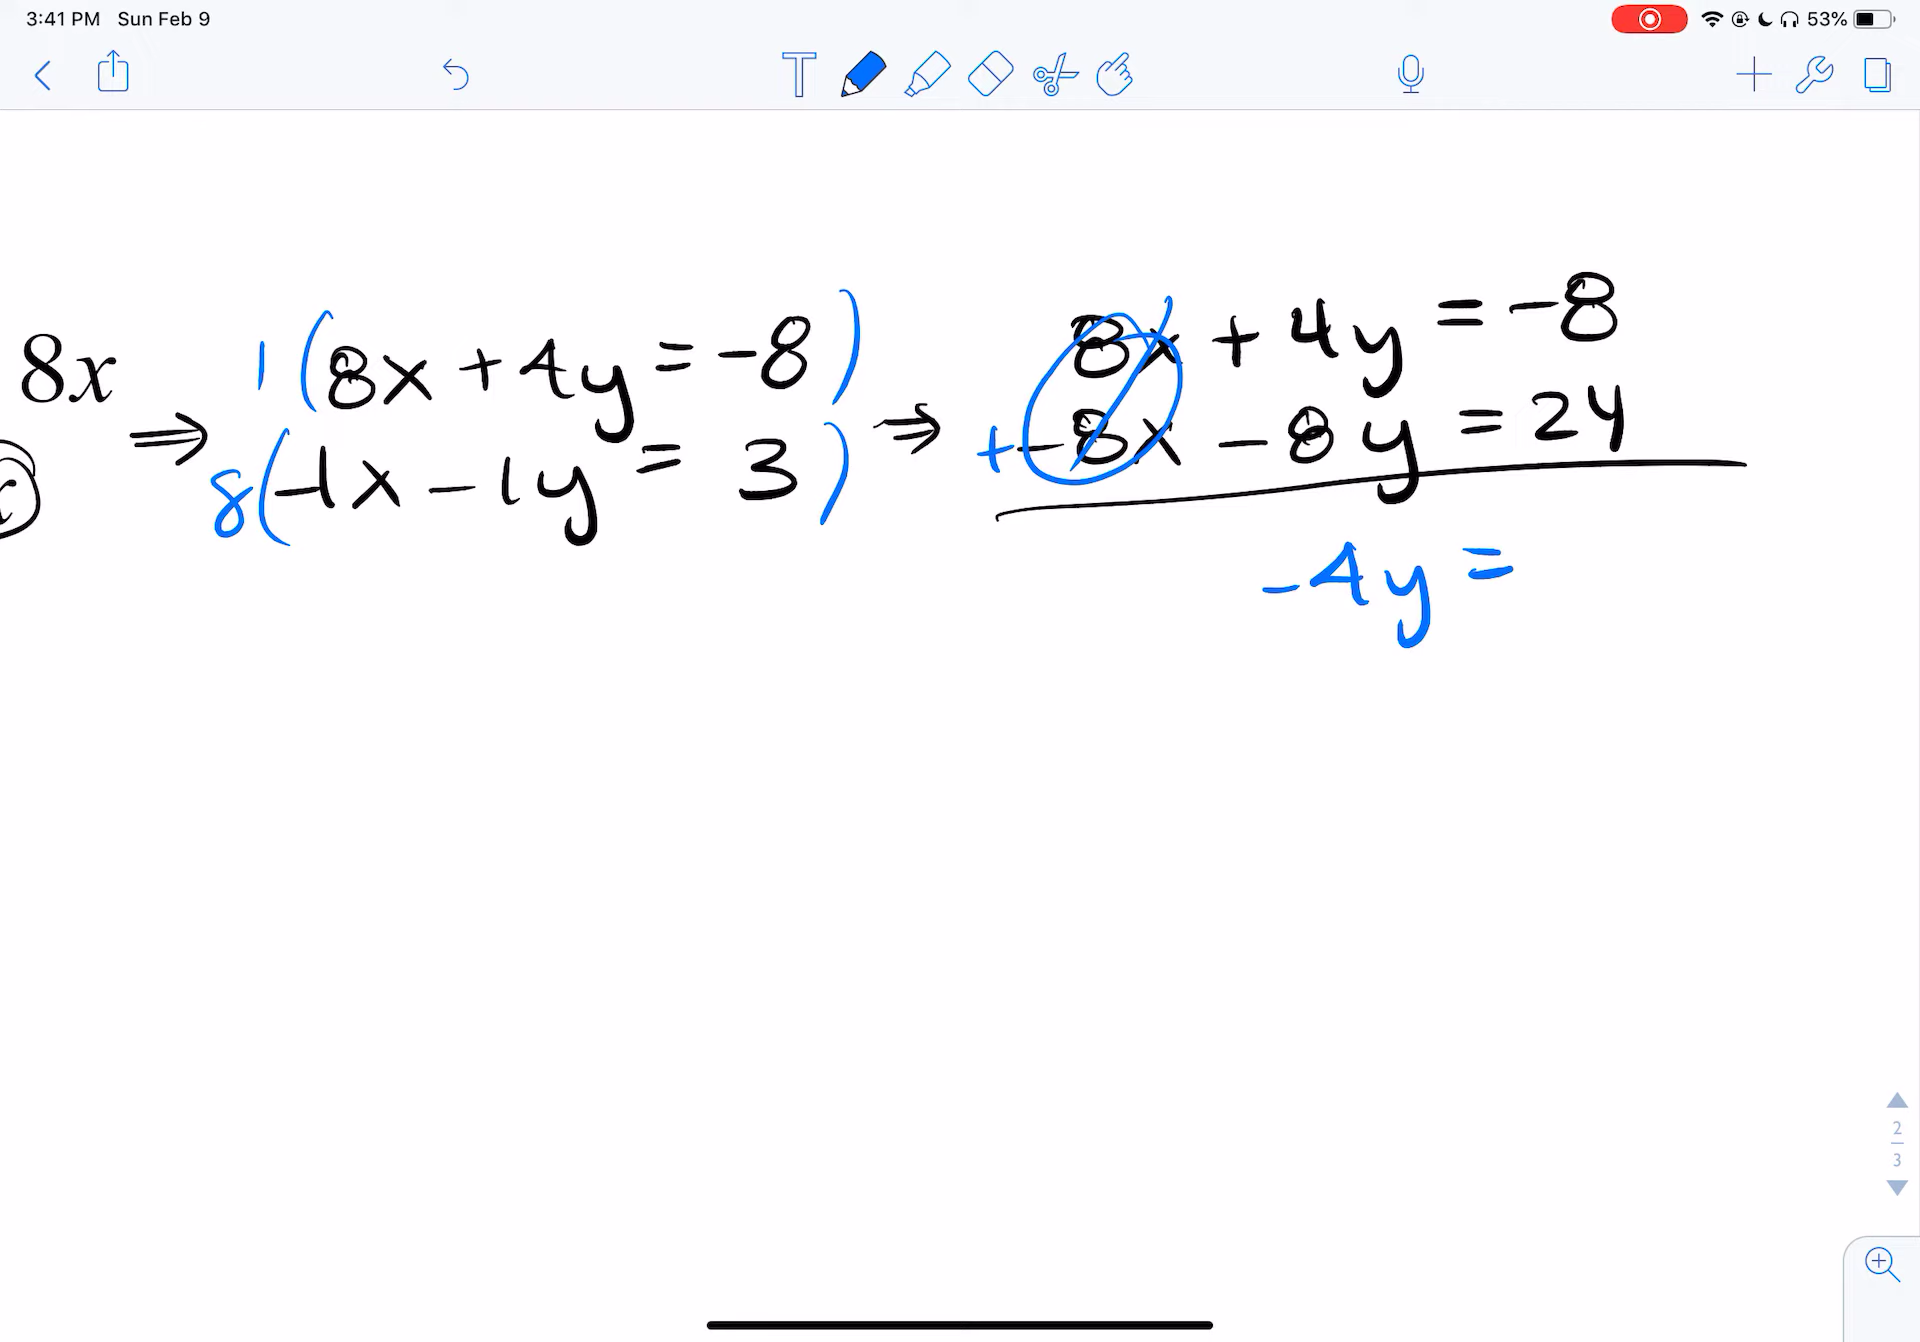 3:41 PM Sun Feb 9
53%
T
8x
⇒
1(8x + 4y = -8)
8(-1x - 1y = 3)
⇒
8x + 4y = -8
+ -8x - 8y = 24
-4y =
2
3